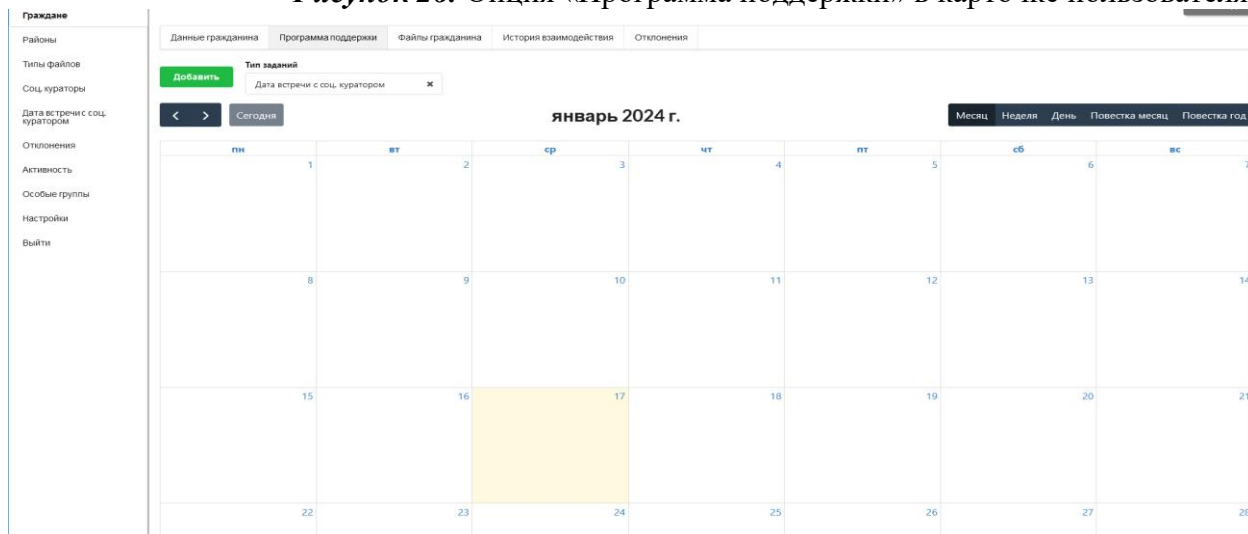 Рисунок 20. Опция «Программа поддержки» в карточке пользователя
Граждане
Районы
Типы файлов
Соц. кураторы
Дата встречи с соц.
куратором
Отклонения
Активность
Особые группы
Настройки
Выйти
Данные гражданина Программа поддержки Файлы гражданина История взаимодействия Отклонения
Добавить
Тип заданий
Дата встречи с соц. куратором ×
< > Сегодня
январь 2024 г.
Месяц Неделя День Повестка месяц Повестка год
пн вт ср чт пт сб вс
1 2 3 4 5 6 7
8 9 10 11 12 13 14
15 16 17 18 19 20 21
22 23 24 25 26 27 28